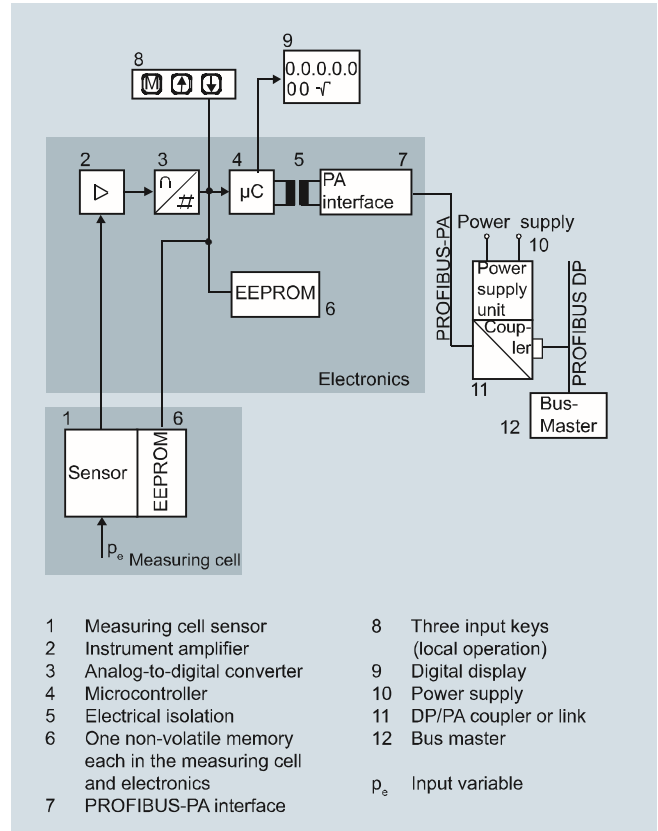 9
8
0.0.0.0.0
00 -√
M
2
3
4
5
7
∩
#
µC
PA
interface
Power supply
10
PROFIBUS-PA
Power
supply
unit
PROFIBUS DP
EEPROM
6
Coup-
ler
Electronics
11
Bus-
Master
12
1
6
Sensor
EEPROM
pe
Measuring cell
1 Measuring cell sensor
2 Instrument amplifier
3 Analog-to-digital converter
4 Microcontroller
5 Electrical isolation
6 One non-volatile memory
each in the measuring cell
and electronics
7 PROFIBUS-PA interface
8 Three input keys
(local operation)
9 Digital display
10 Power supply
11 DP/PA coupler or link
12 Bus master
pe Input variable